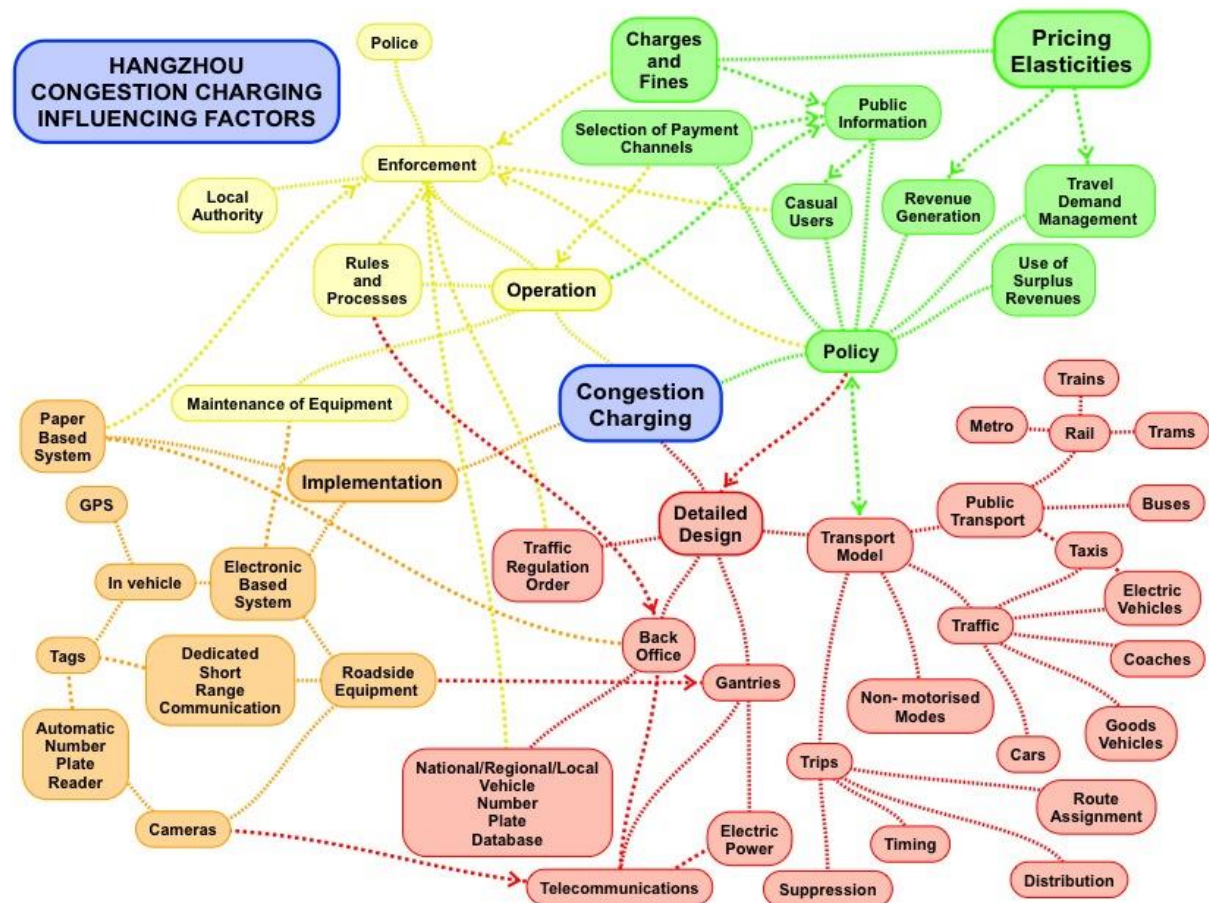 HANGZHOU
CONGESTION CHARGING
INFLUENCING FACTORS
Police
Charges
and
Fines
Pricing
Elasticities
Public
Information
Selection of Payment
Channels
Enforcement
Local
Authority
Casual
Users
Revenue
Generation
Travel
Demand
Management
Rules
and
Processes
Operation
Use of
Surplus
Revenues
Policy
Maintenance of Equipment
Congestion
Charging
Paper
Based
System
Implementation
Trains
Metro
Rail
Trams
GPS
Detailed
Design
Public
Transport
Buses
Traffic
Regulation
Order
Transport
Model
Taxis
In vehicle
Electronic
Based
System
Electric
Vehicles
Traffic
Back
Office
Tags
Dedicated
Short
Range
Communication
Roadside
Equipment
Gantries
Coaches
Non- motorised
Modes
Automatic
Number
Plate
Reader
Goods
Vehicles
Cars
Trips
National/Regional/Local
Vehicle
Number
Plate
Database
Route
Assignment
Cameras
Electric
Power
Timing
Telecommunications
Suppression
Distribution